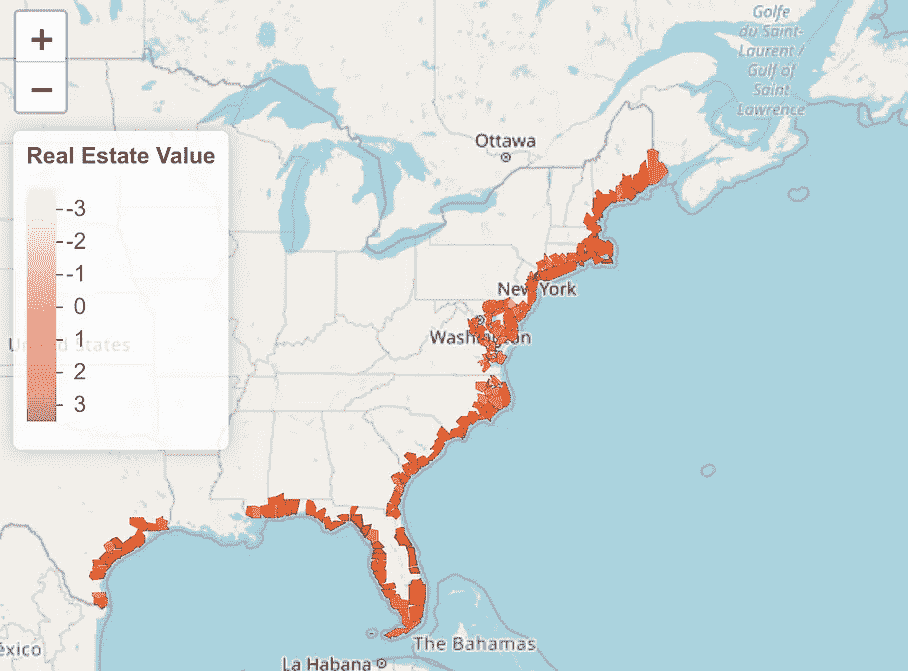 +
−
Golfe
du Saint-
Laurent /
Gulf of
Saint
Lawrence
Ottawa
Real Estate Value
-3
-2
-1
0
1
2
3
New York
Washington
United States
The Bahamas
La Habana
éxico